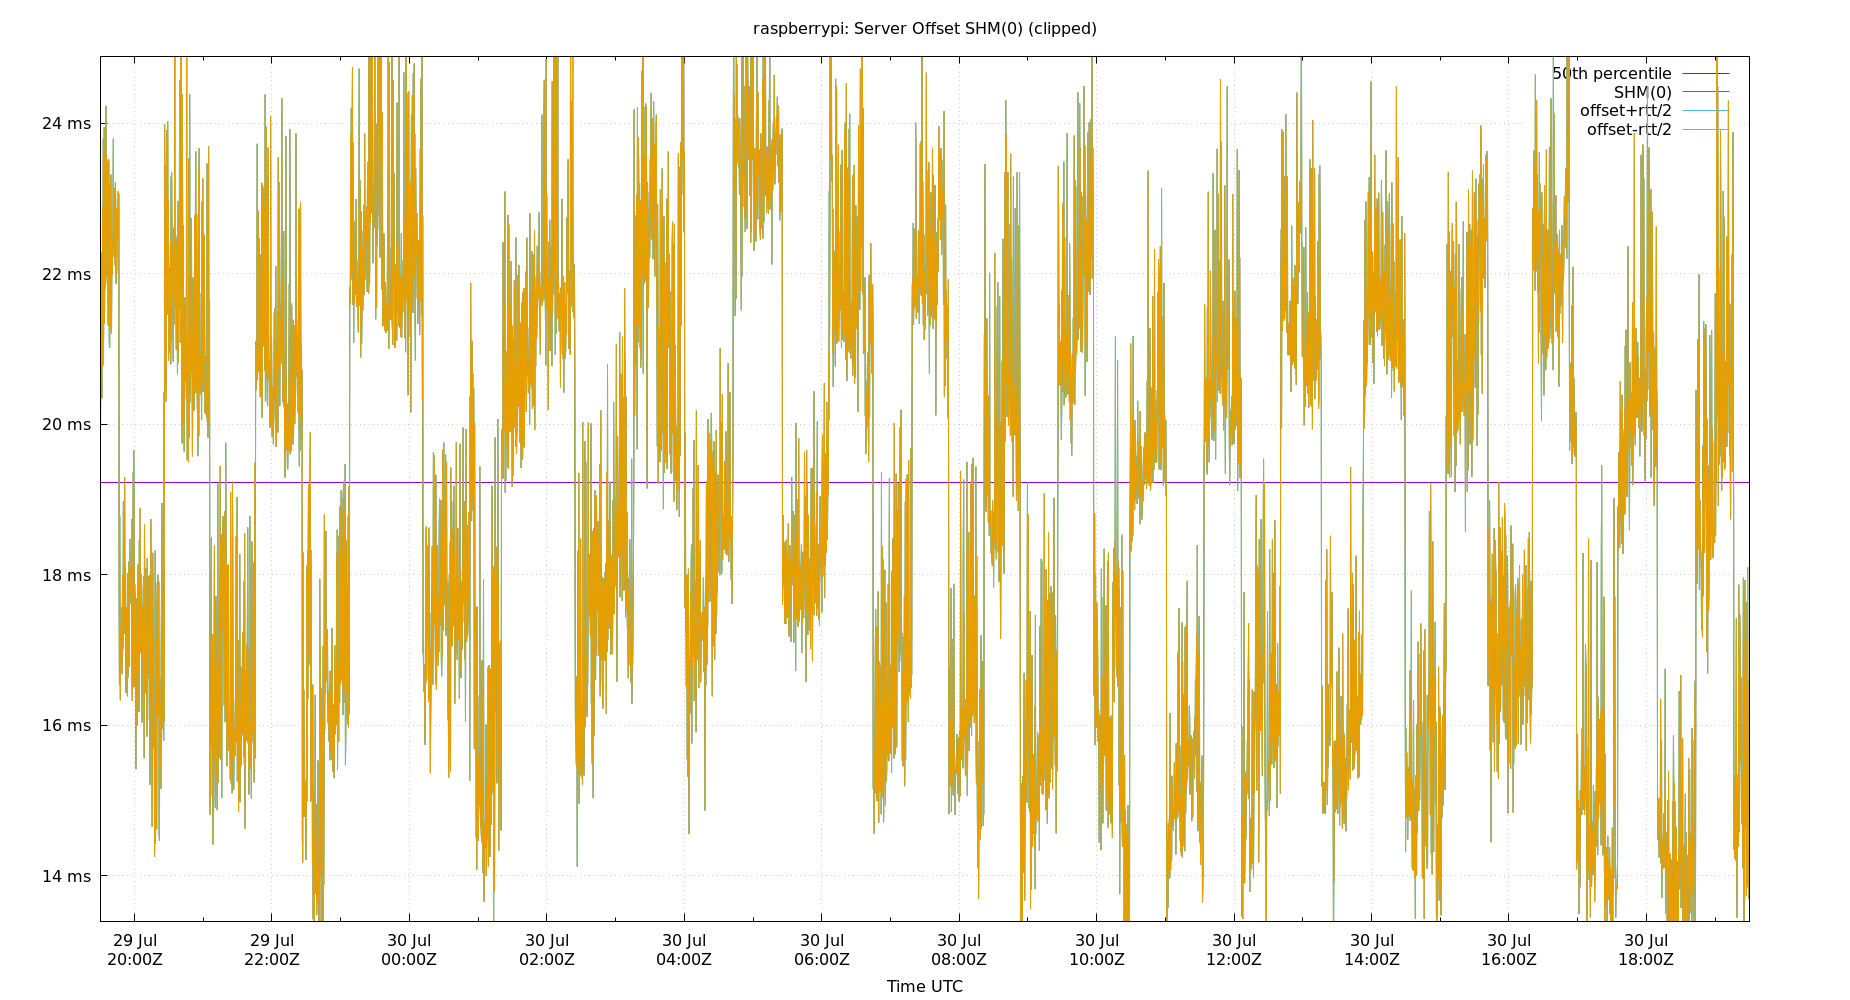 raspberrypi: Server Offset SHM(0) (clipped)
50th percentile
SHM(0)
offset+rtt/2
offset-rtt/2
24 ms
22 ms
20 ms
18 ms
16 ms
14 ms
29 Jul 29 Jul 30 Jul 30 Jul 30 Jul 30 Jul 30 Jul 30 Jul 30 Jul 30 Jul 30 Jul 30 Jul
20:00Z 22:00Z 00:00Z 02:00Z 04:00Z 06:00Z 08:00Z 10:00Z 12:00Z 14:00Z 16:00Z 18:00Z
Time UTC